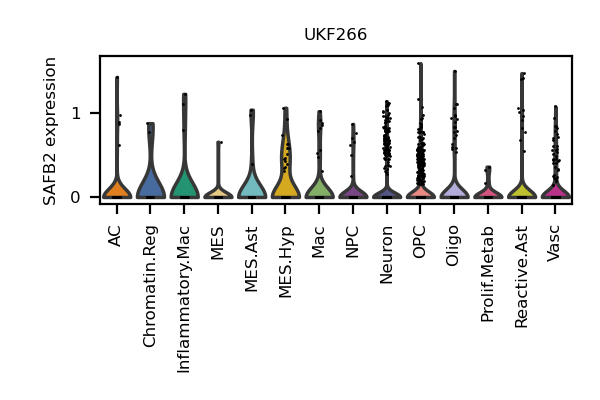 UKF266
SAFB2 expression
1
0
AC
Chromatin.Reg
Inflammatory.Mac
MES
MES.Ast
MES.Hyp
Mac
NPC
Neuron
OPC
Oligo
Prolif.Metab
Reactive.Ast
Vasc